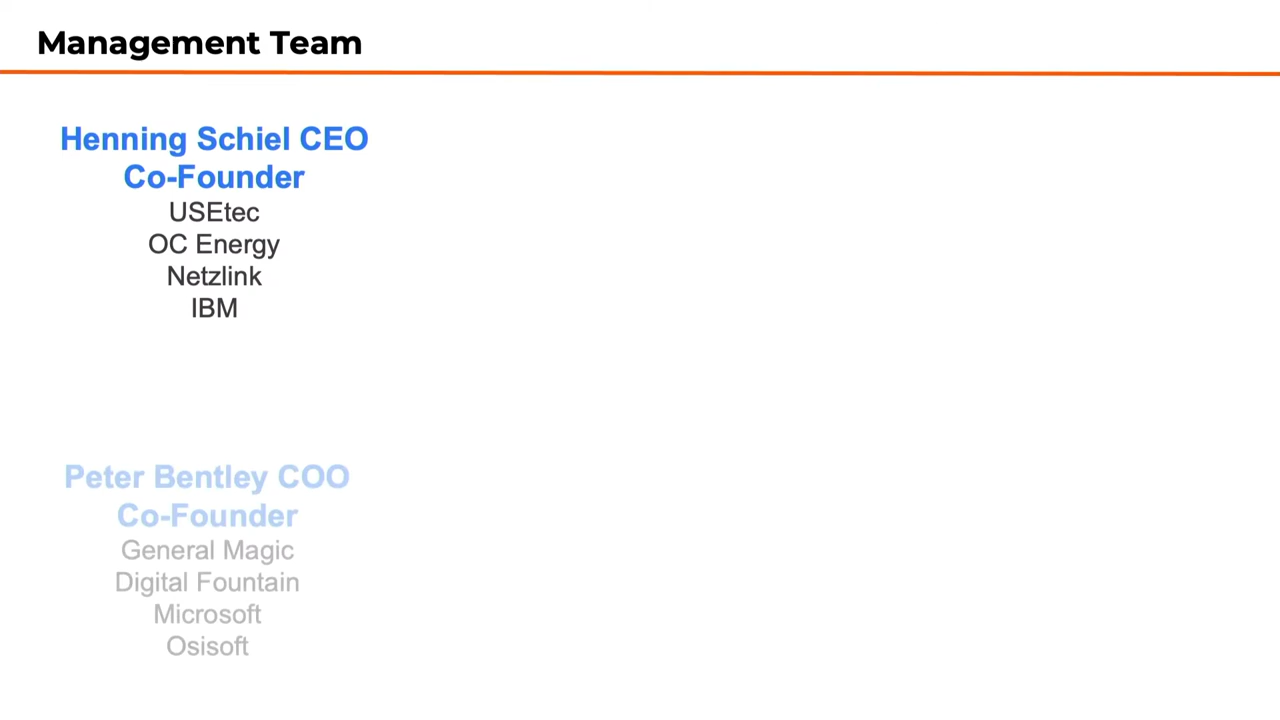 Management Team
Henning Schiel CEO
Co-Founder
USEtec
OC Energy
Netzlink
IBM
Peter Bentley COO
Co-Founder
General Magic
Digital Fountain
Microsoft
Osisoft